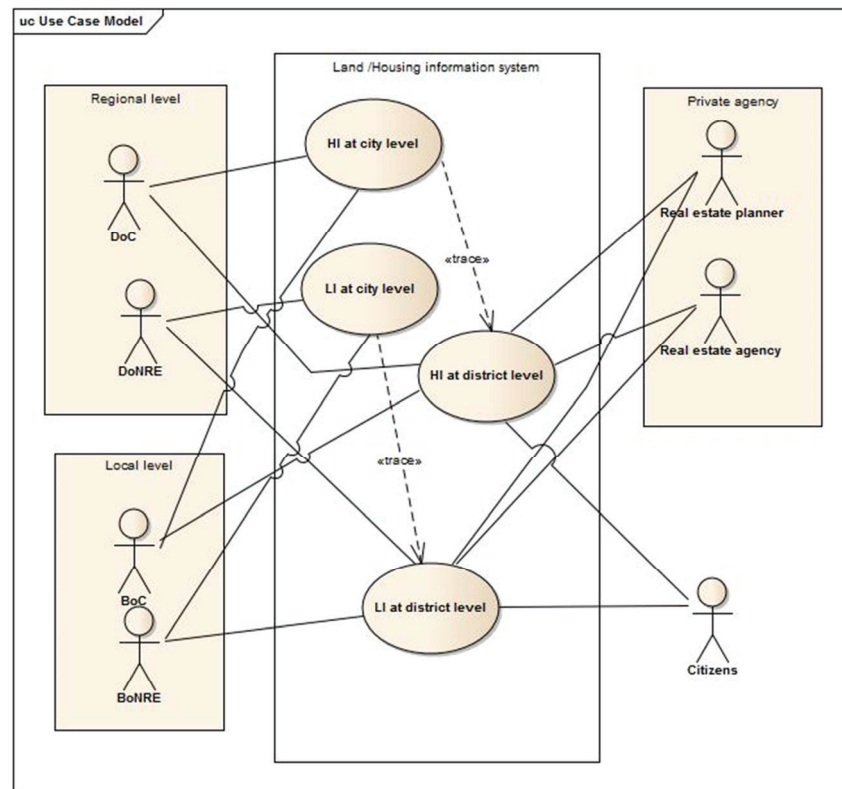 uc Use Case Model
Land /Housing information system
Regional level
Private agency
HI at city level
DoC
Real estate planner
«trace»
LI at city level
DoNRE
Real estate agency
HI at district level
Local level
«trace»
BoC
LI at district level
BoNRE
Citizens